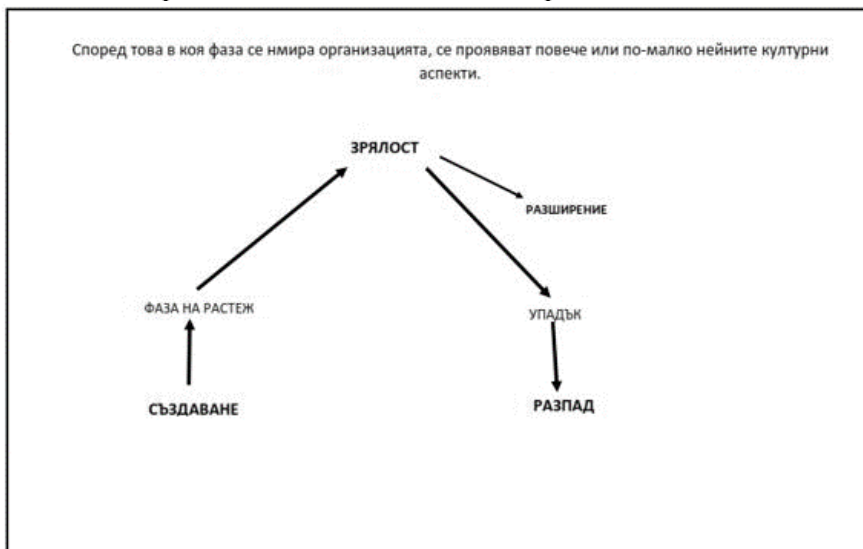 Според това в коя фаза се нмира организацията, се проявяват повече или по-малко нейните културни
аспекти.
ЗРЯЛОСТ
РАЗШИРЕНИЕ
ФАЗА НА РАСТЕЖ
УПАДЪК
СЪЗДАВАНЕ
РАЗПАД